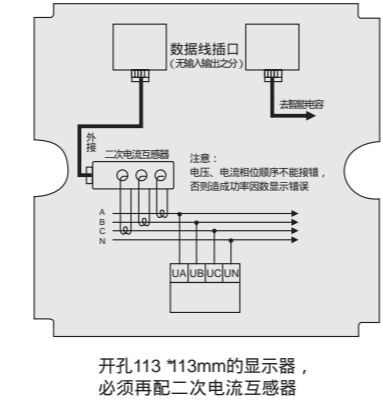 数据线插口
（无输入输出之分）
去智能电容
外接
二次电流互感器
注意：
电压、电流相位顺序不能接错，
否则造成功率因数显示错误
A
B
C
N
UA UB UC UN
开孔113 *113mm的显示器，
必须再配二次电流互感器